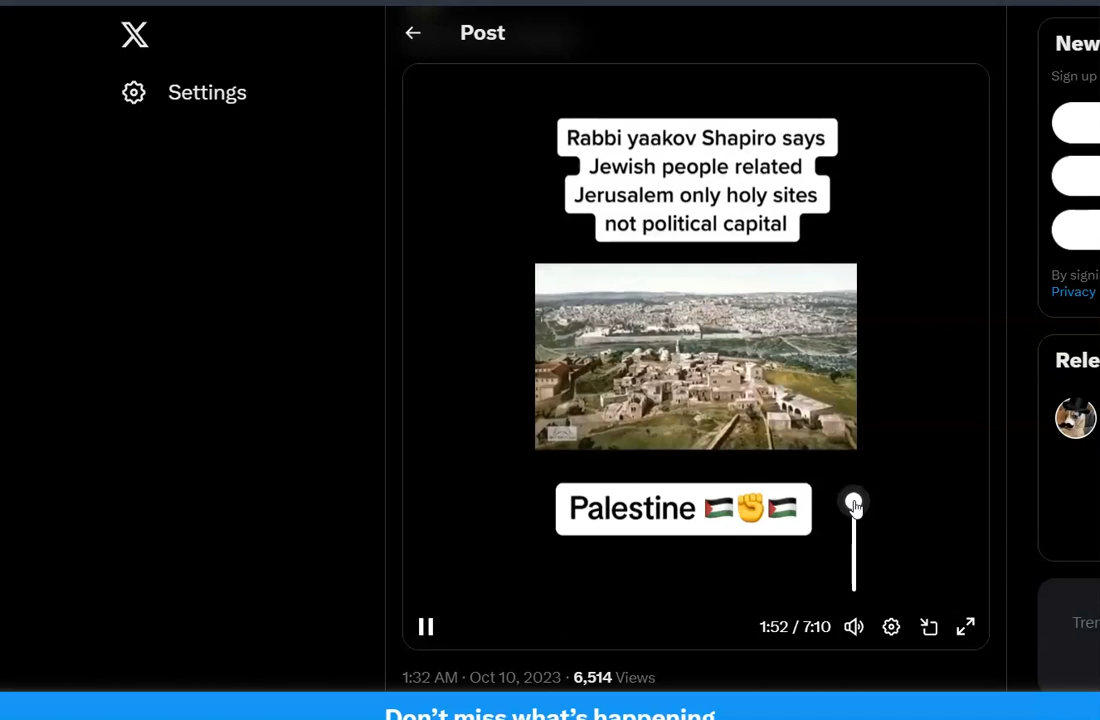 Post
New
Settings
Sign up
Rabbi yaakov Shapiro says
Jewish people related
Jerusalem only holy sites
not political capital
By signi
Privacy
Rele
Palestine 🇵🇸✊🇵🇸
1:52 / 7:10
Tren
1:32 AM · Oct 10, 2023 · 6,514 Views
Don't miss what's happening